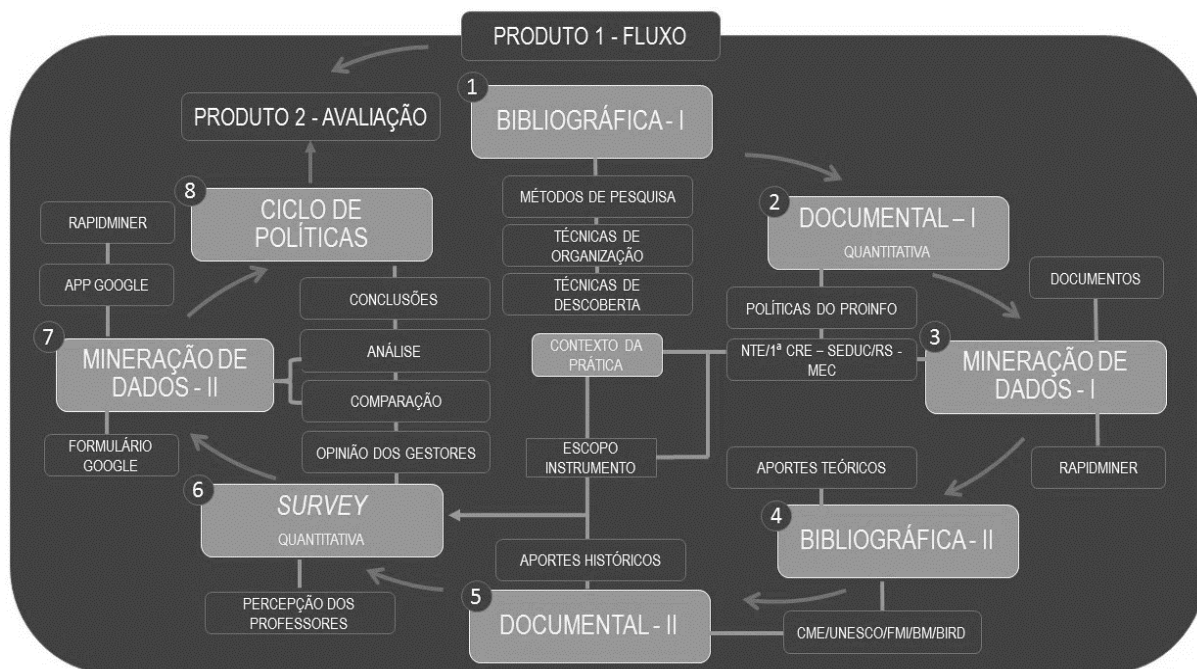 PRODUTO 1 - FLUXO
PRODUTO 2 - AVALIAÇÃO
1
BIBLIOGRÁFICA - I
MÉTODOS DE PESQUISA
TÉCNICAS DE
ORGANIZAÇÃO
TÉCNICAS DE
DESCOBERTA
2
DOCUMENTAL – I
QUANTITATIVA
POLÍTICAS DO PROINFO
NTE/1ª CRE – SEDUC/RS -
MEC
CONTEXTO DA
PRÁTICA
ESCOPO
INSTRUMENTO
DOCUMENTOS
3
MINERAÇÃO DE
DADOS - I
RAPIDMINER
APORTES TEÓRICOS
4
BIBLIOGRÁFICA - II
CME/UNESCO/FMI/BM/BIRD
APORTES HISTÓRICOS
5
DOCUMENTAL - II
6
SURVEY
QUANTITATIVA
PERCEPÇÃO DOS
PROFESSORES
RAPIDMINER
APP GOOGLE
7
MINERAÇÃO DE
DADOS - II
FORMULÁRIO
GOOGLE
8
CICLO DE
POLÍTICAS
CONCLUSÕES
ANÁLISE
COMPARAÇÃO
OPINIÃO DOS GESTORES